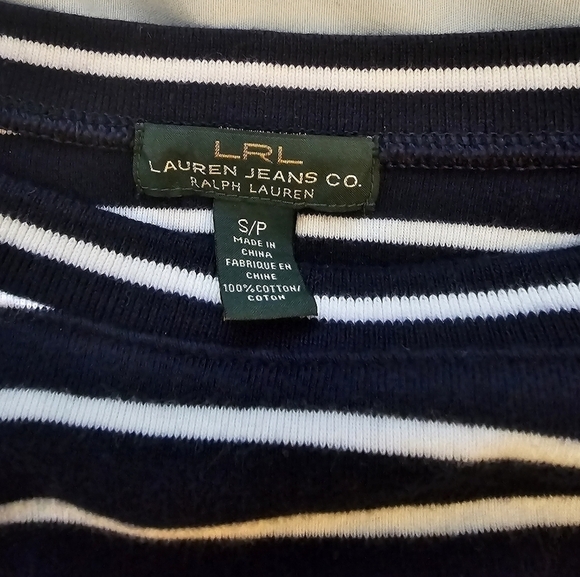 LRL
LAUREN JEANS CO.
RALPH LAUREN
S/P
MADE IN
CHINA
FABRIQUE EN
CHINE
100% COTTON/
COTON